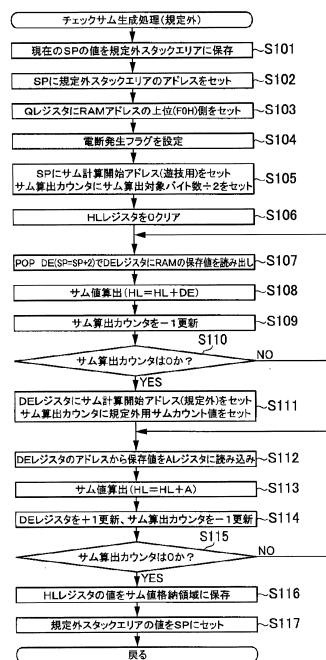 チェックサム生成処理(規定外)
現在のSPの値を規定外スタックエリアに保存
S101
SPに規定外スタックエリアのアドレスをセット
S102
QレジスタにRAMアドレスの上位(F0H)側をセット
S103
電断発生フラグを設定
S104
SPにサム計算開始アドレス(遊技用)をセット
サム算出カウンタにサム算出対象バイト数÷2をセット
S105
HLレジスタを0クリア
S106
POP DE(SP=SP+2)でDEレジスタにRAMの保存値を読み出し
S107
サム値算出(HL=HL+DE)
S108
サム算出カウンタを-1更新
S109
S110
サム算出カウンタは0か?
NO
YES
DEレジスタにサム計算開始アドレス(規定外)をセット
サム算出カウンタに規定外用サムカウント値をセット
S111
DEレジスタのアドレスから保存値をAレジスタに読み込み
S112
サム値算出(HL=HL+A)
S113
DEレジスタを+1更新、サム算出カウンタを-1更新
S114
S115
サム算出カウンタは0か?
NO
YES
HLレジスタの値をサム値格納領域に保存
S116
規定外スタックエリアの値をSPにセット
S117
戻る